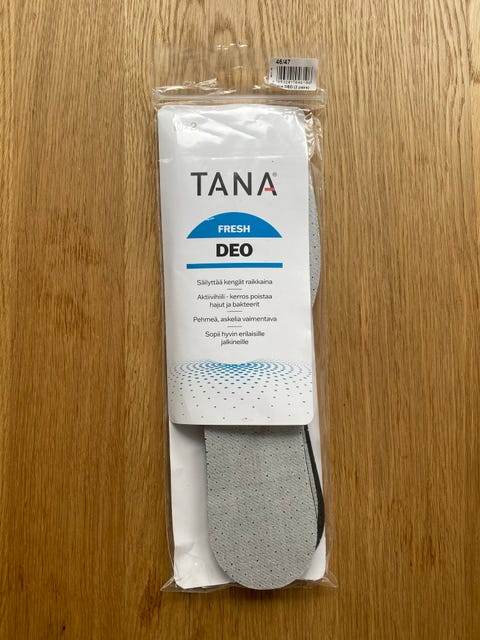 46/47
TANA®
FRESH
DEO
Säilyttää kengät raikkaina
Aktiivihiili - kerros poistaa
hajut ja bakteerit
Pehmeä, askelia vaimentava
Sopii hyvin erilaisille
jalkineille